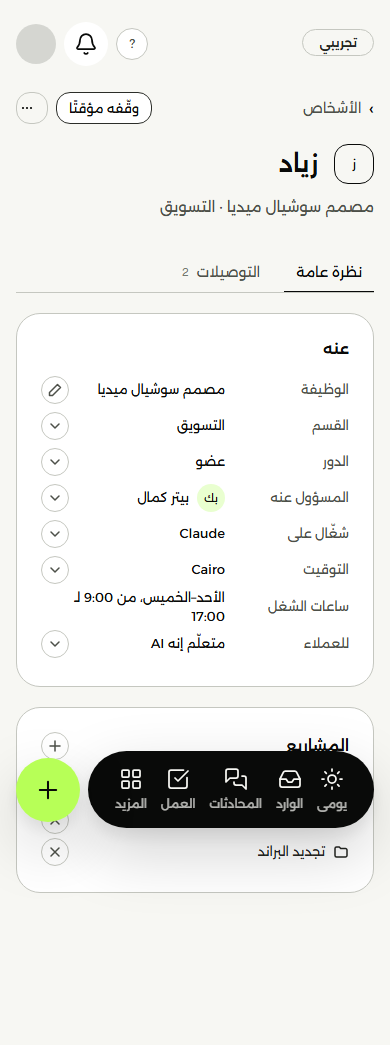 تجريبي
?
‹ الأشخاص
وقّفه مؤقتًا
...
ز
زياد
مصمم سوشيال ميديا · التسويق
نظرة عامة
التوصيلات 2
عنه
الوظيفة مصمم سوشيال ميديا
القسم التسويق
الدور عضو
المسؤول عنه بك بيتر كمال
شغّال على Claude
التوقيت Cairo
ساعات الشغل الأحد–الخميس، من 9:00 لـ
17:00
للعملاء متعلّم إنه AI
المشاريع
يومي
الوارد
المحادثات
العمل
المزيد
تجديد البراند